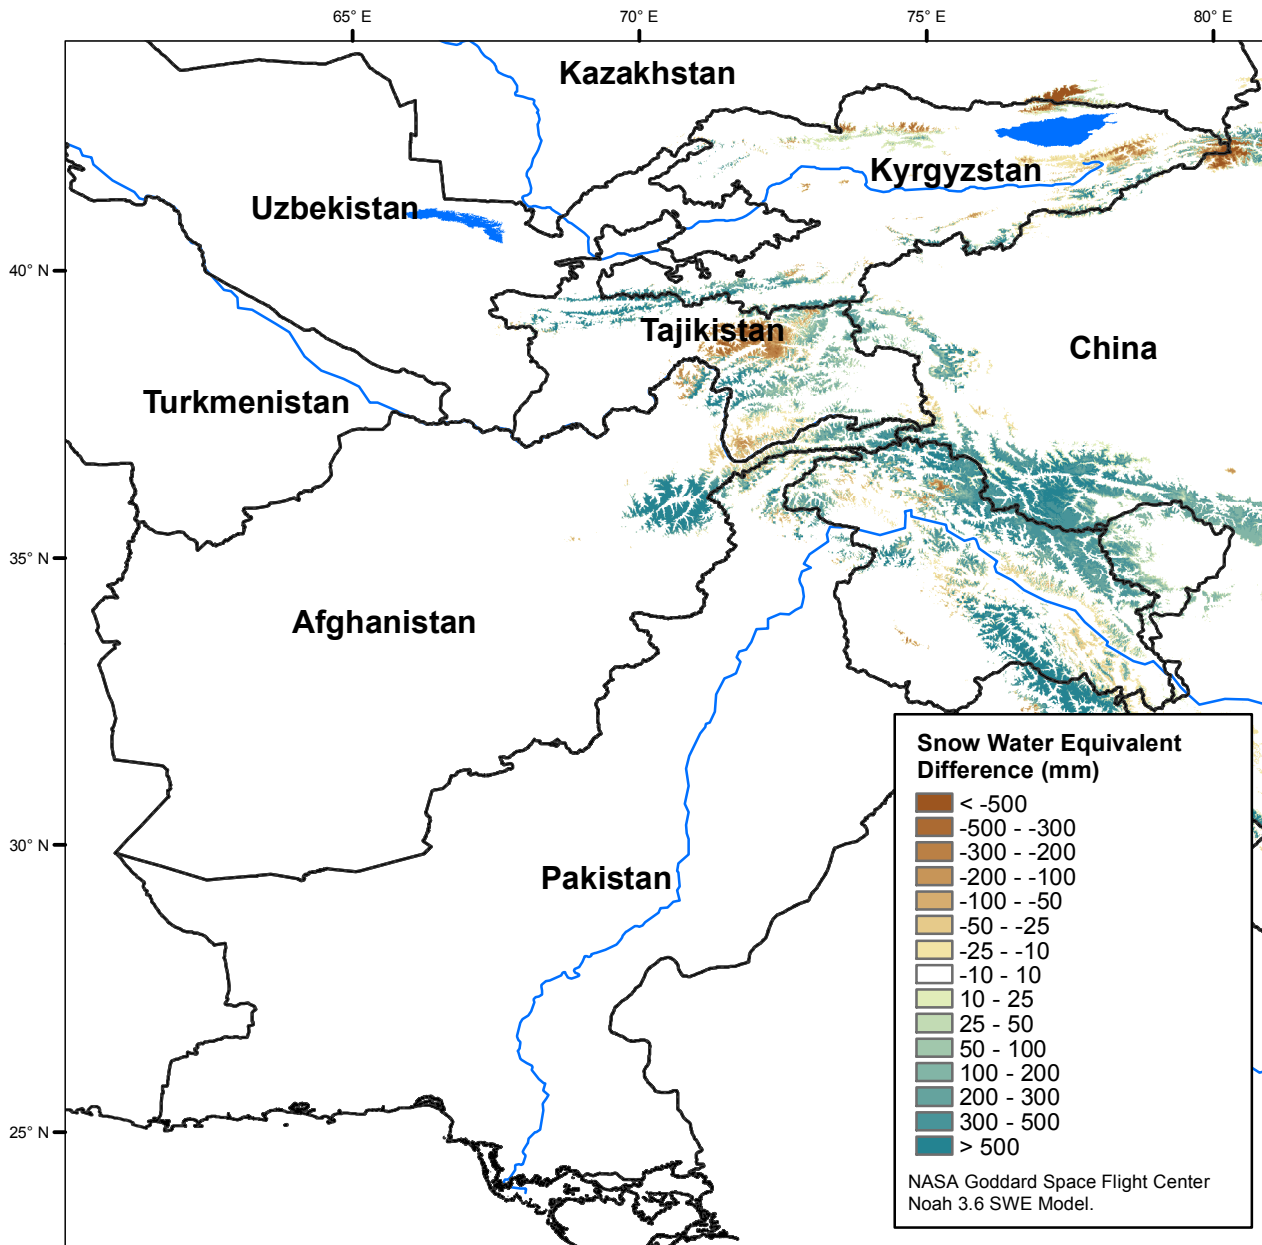 65° E
70° E
75° E
80° E
Kazakhstan
Kyrgyzstan
Uzbekistan
40° N
Tajikistan
China
Turkmenistan
35° N
Afghanistan
Snow Water Equivalent
Difference (mm)
< -500
-500 - -300
-300 - -200
-200 - -100
-100 - -50
-50 - -25
-25 - -10
-10 - 10
10 - 25
25 - 50
50 - 100
100 - 200
200 - 300
300 - 500
> 500
NASA Goddard Space Flight Center
Noah 3.6 SWE Model.
30° N
Pakistan
25° N